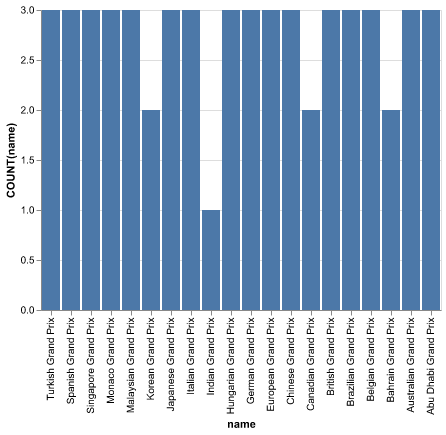 3.0
2.5
2.0
1.5
1.0
0.5
0.0
COUNT(name)
Turkish Grand Prix
Spanish Grand Prix
Singapore Grand Prix
Monaco Grand Prix
Malaysian Grand Prix
Korean Grand Prix
Japanese Grand Prix
Italian Grand Prix
Indian Grand Prix
Hungarian Grand Prix
German Grand Prix
European Grand Prix
Chinese Grand Prix
Canadian Grand Prix
British Grand Prix
Brazilian Grand Prix
Belgian Grand Prix
Bahrain Grand Prix
Australian Grand Prix
Abu Dhabi Grand Prix
name